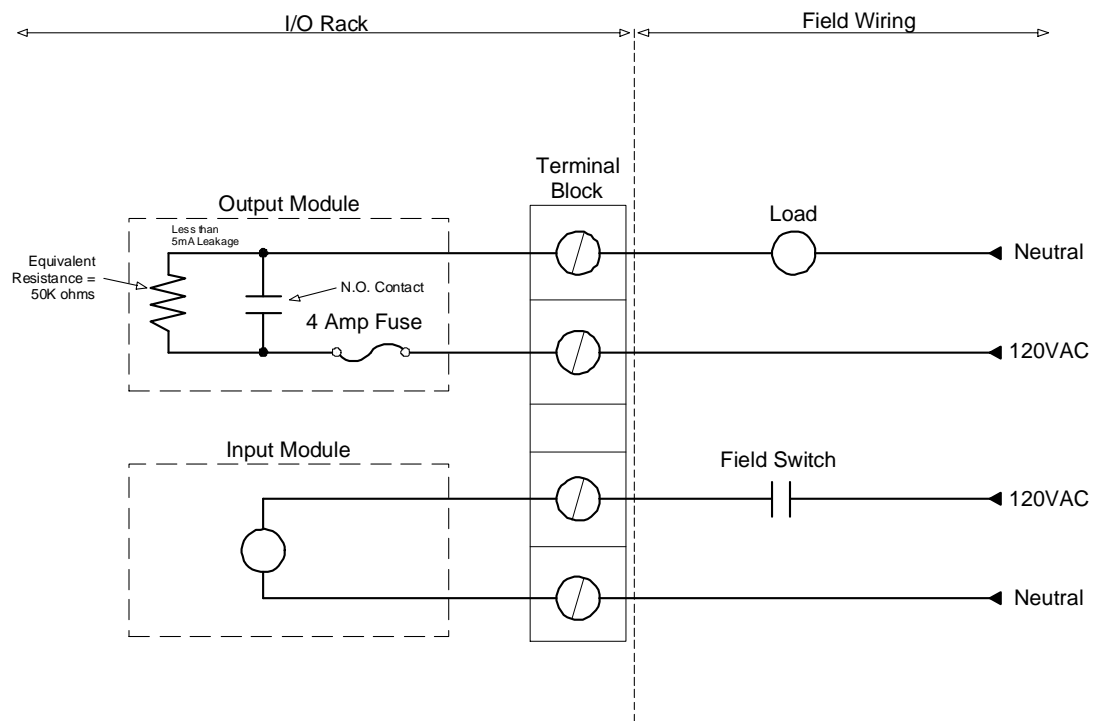 I/O Rack
Field Wiring
Terminal
Block
Output Module
Load
Less than
5mA Leakage
Equivalent
Resistance =
50K ohms
N.O. Contact
Neutral
4 Amp Fuse
120VAC
Input Module
Field Switch
120VAC
Neutral